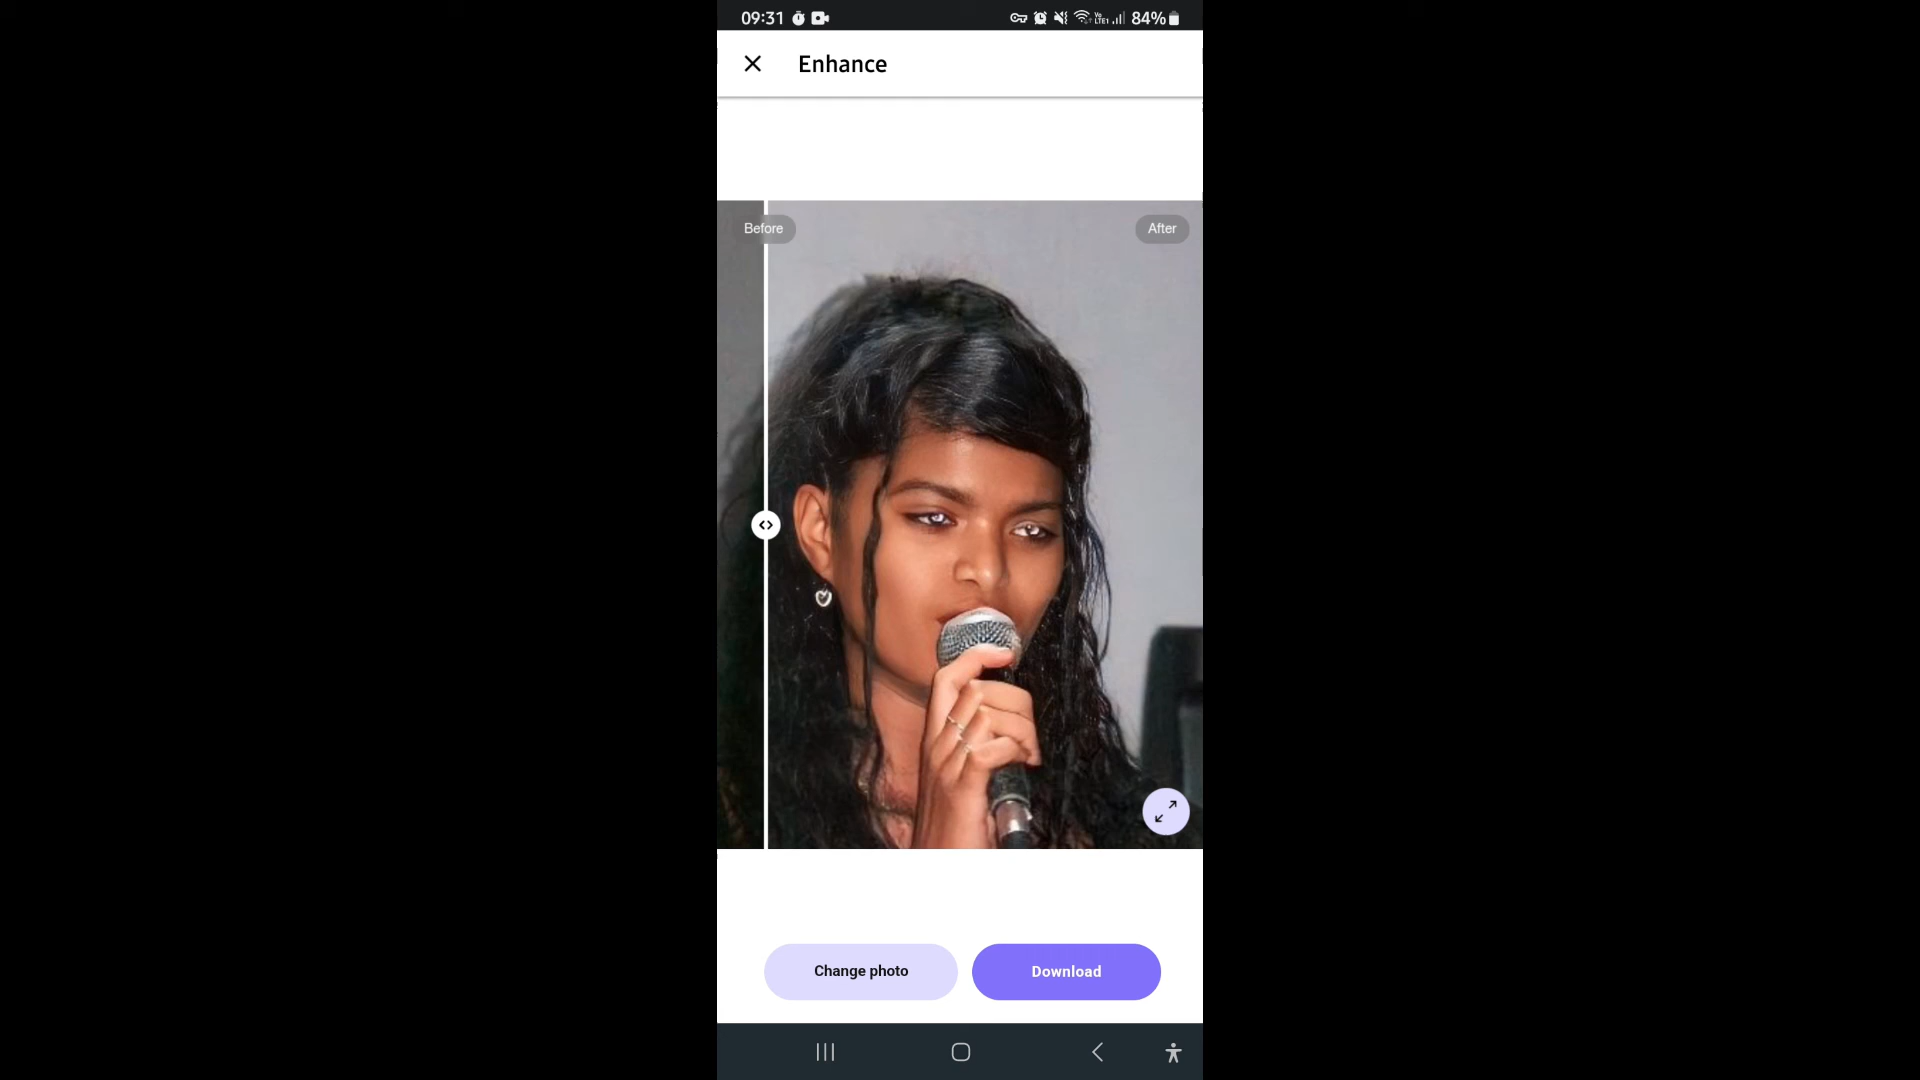 09:31
84%
Enhance
Before
After
Change photo
Download